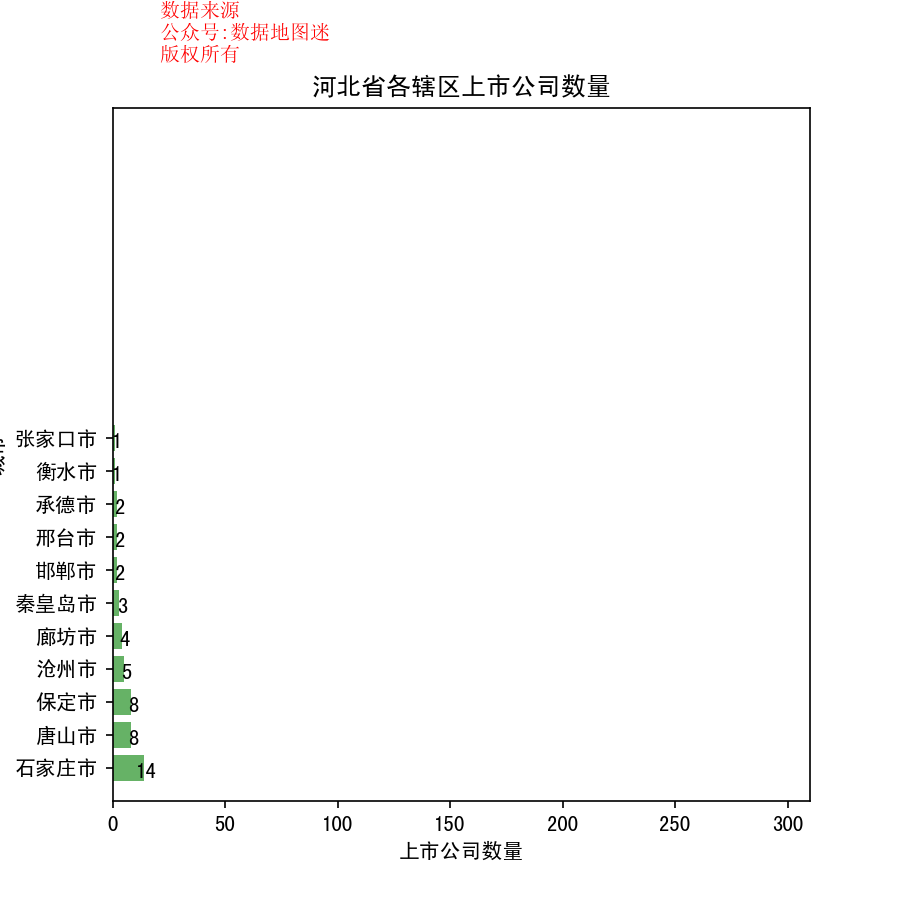 数据来源
公众号:数据地图迷
版权所有
河北省各辖区上市公司数量
张家口市 1
衡水市 1
承德市 2
邢台市 2
邯郸市 2
秦皇岛市 3
廊坊市 4
沧州市 5
保定市 8
唐山市 8
石家庄市 14
0 50 100 150 200 250 300
上市公司数量